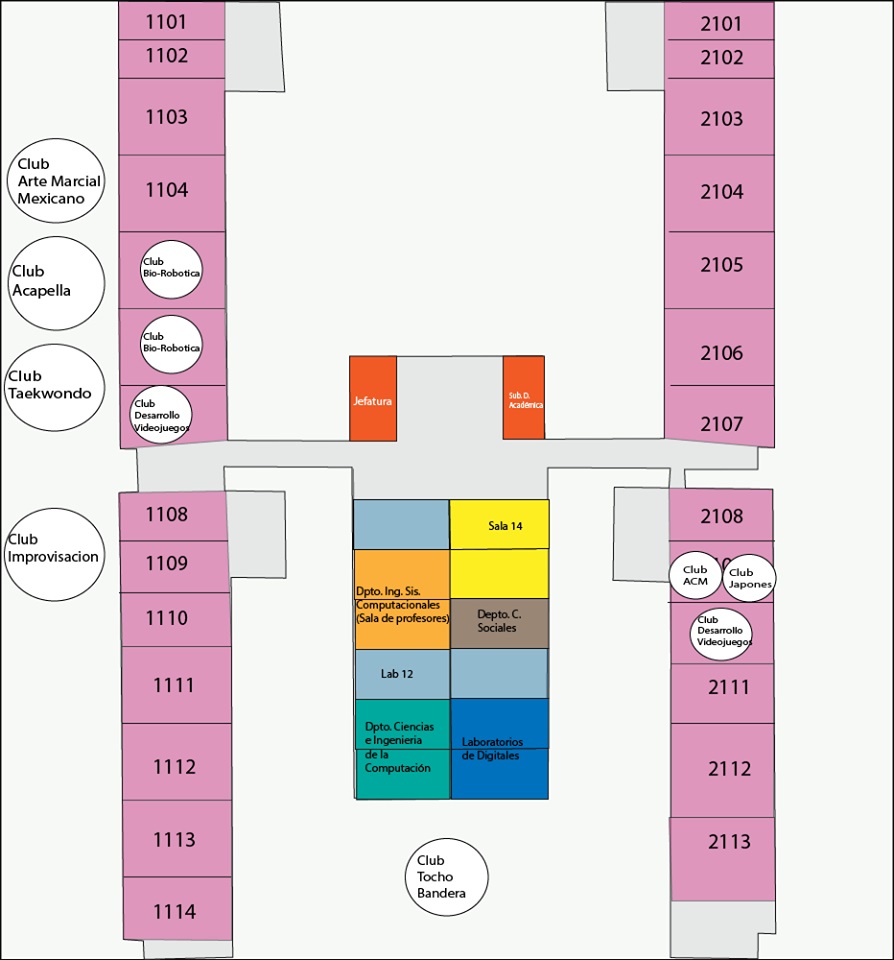 1101
1102
1103
1104
Club
Bio-Robotica
Club
Bio-Robotica
Club
Desarrollo
Videojuegos
Club
Arte Marcial
Mexicano
Club
Acapella
Club
Taekwondo
Club
Improvisacion
1108
1109
1110
1111
1112
1113
1114
Jefatura
Sub. D.
Académica
Sala 14
Dpto. Ing. Sis.
Computacionales
(Sala de profesores)
Depto. C.
Sociales
Lab 12
Dpto. Ciencias
e Ingenieria
de la
Computación
Laboratorios
de Digitales
Club
Tocho
Bandera
2101
2102
2103
2104
2105
2106
2107
2108
Club
ACM
Club
Japones
Club
Desarrollo
Videojuegos
2111
2112
2113